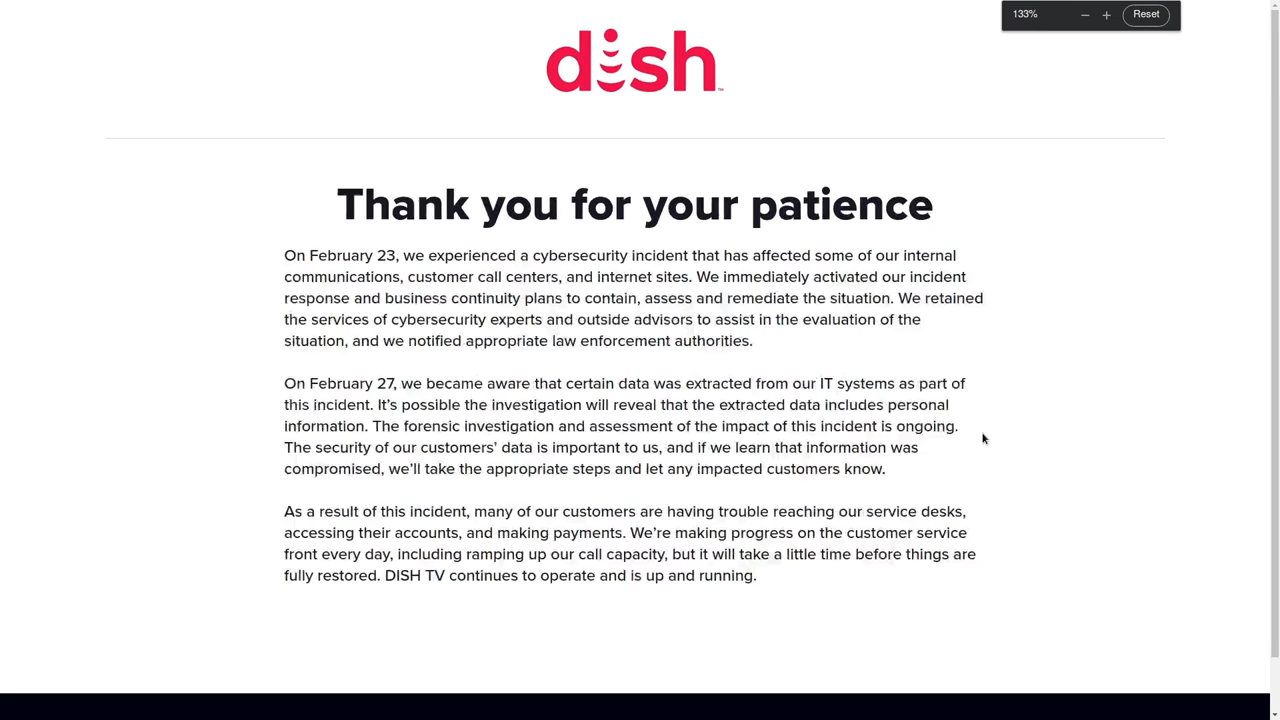 133%
Reset
dish
Thank you for your patience
On February 23, we experienced a cybersecurity incident that has affected some of our internal
communications, customer call centers, and internet sites. We immediately activated our incident
response and business continuity plans to contain, assess and remediate the situation. We retained
the services of cybersecurity experts and outside advisors to assist in the evaluation of the
situation, and we notified appropriate law enforcement authorities.
On February 27, we became aware that certain data was extracted from our IT systems as part of
this incident. It’s possible the investigation will reveal that the extracted data includes personal
information. The forensic investigation and assessment of the impact of this incident is ongoing.
The security of our customers’ data is important to us, and if we learn that information was
compromised, we’ll take the appropriate steps and let any impacted customers know.
As a result of this incident, many of our customers are having trouble reaching our service desks,
accessing their accounts, and making payments. We’re making progress on the customer service
front every day, including ramping up our call capacity, but it will take a little time before things are
fully restored. DISH TV continues to operate and is up and running.